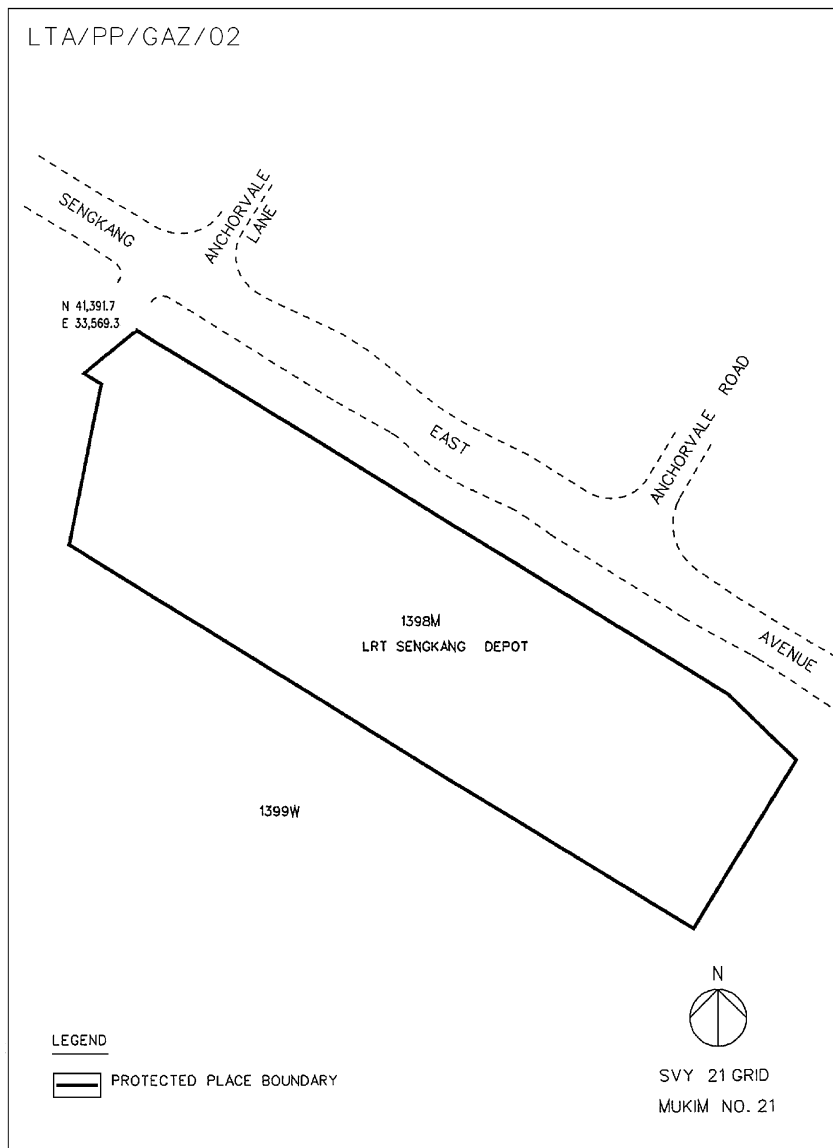 LTA/PP/GAZ/02
SENGKANG
ANCHORVALE
LANE
N 41,391.7
E 33,569.3
EAST
ANCHORVALE ROAD
AVENUE
1398M
LRT SENGKANG DEPOT
1399W
N
LEGEND
PROTECTED PLACE BOUNDARY
SVY 21 GRID
MUKIM NO. 21